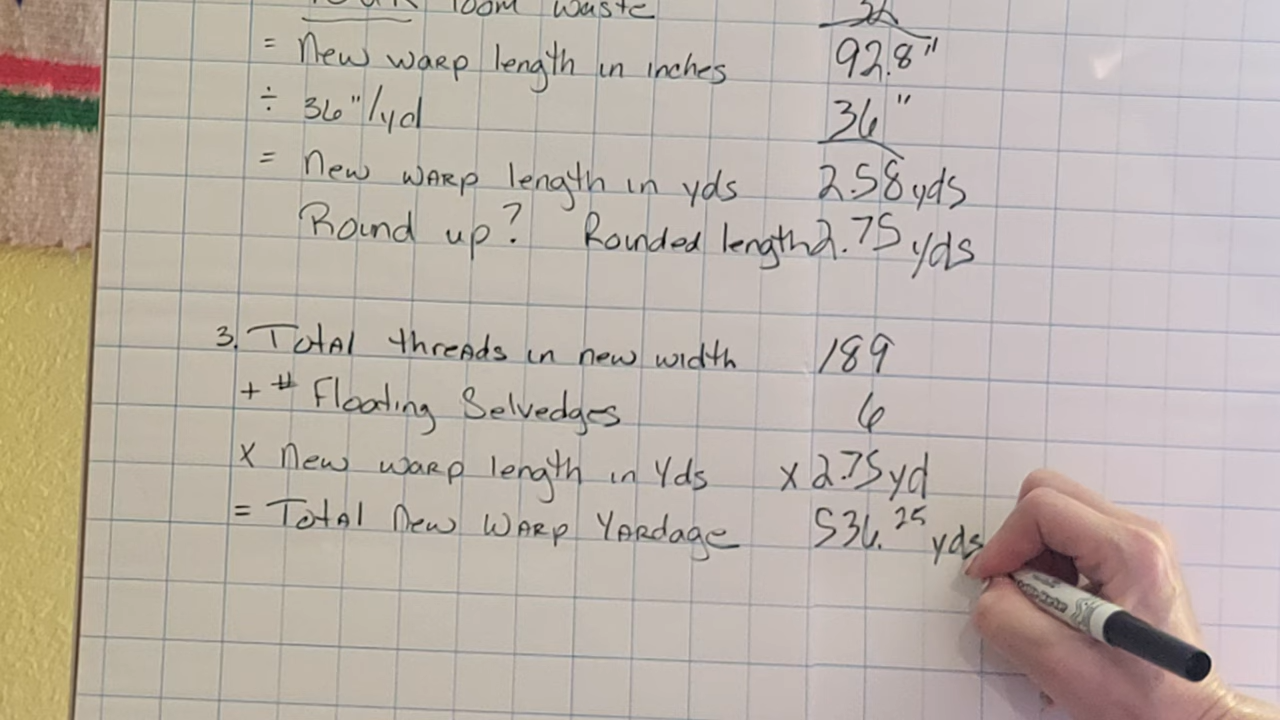 loom waste
= New warp length in inches 92.8"
÷ 36"/yd 36"
= New WARP length in yds 2.58 yds
Round up? Rounded length 2.75 yds
3. Total threads in new width 189
+ # Floating Selvedges 6
x New warp length in Yds x 2.75 yd
= Total New WARP YARdage 536.25 yds